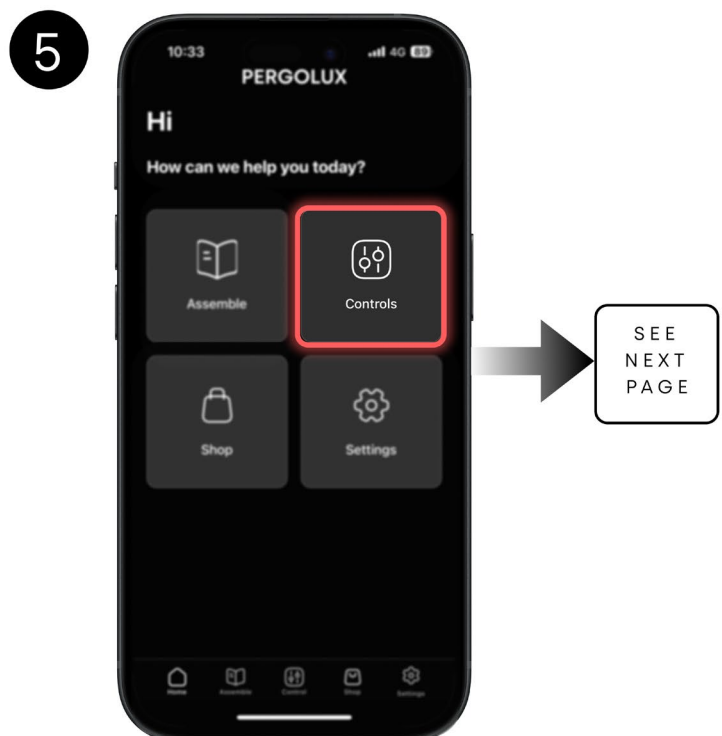 5
10:33
4G 89
PERGOLUX
Hi
How can we help you today?
Assemble
Controls
Shop
Settings
SEE
NEXT
PAGE
Home
Assemble
Control
Shop
Settings